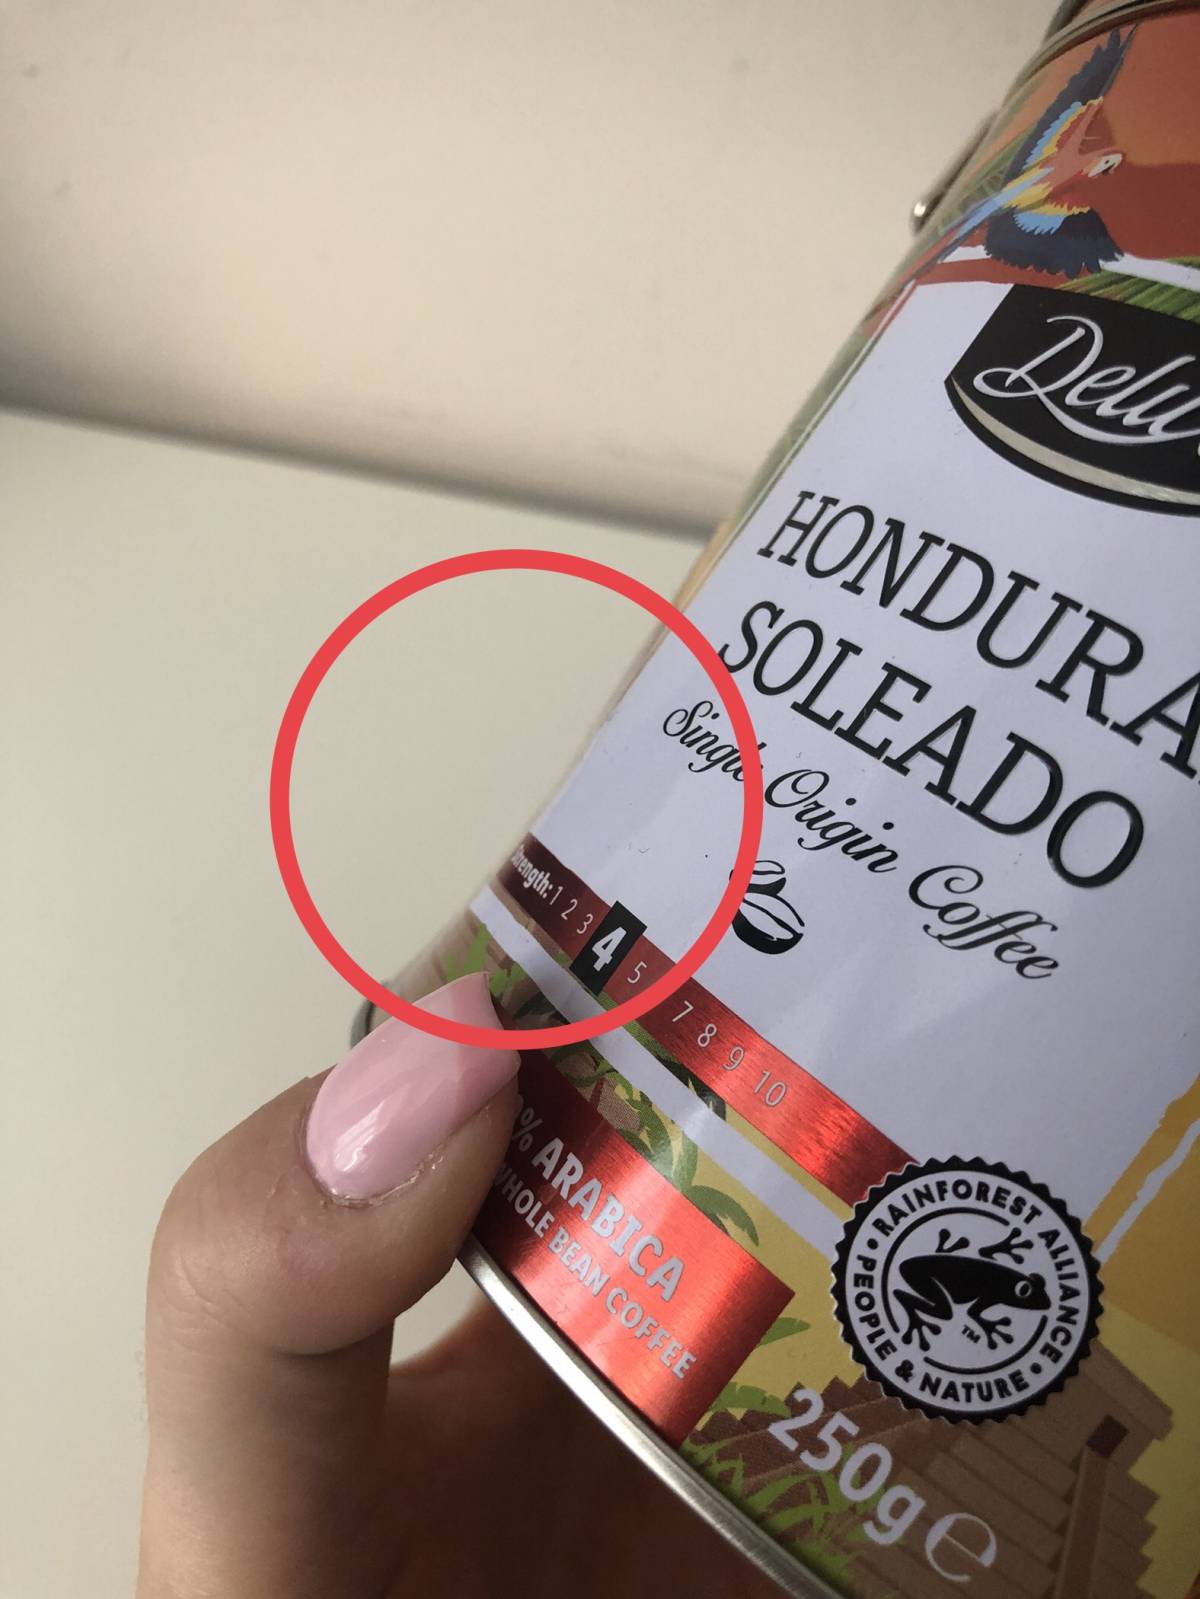 HONDURA
SOLEADO
Single Origin Coffee
Strength: 1 2 3 4 5 7 8 9 10
% ARABICA
WHOLE BEAN COFFEE
RAINFOREST ALLIANCE
PEOPLE & NATURE
TM
250g e